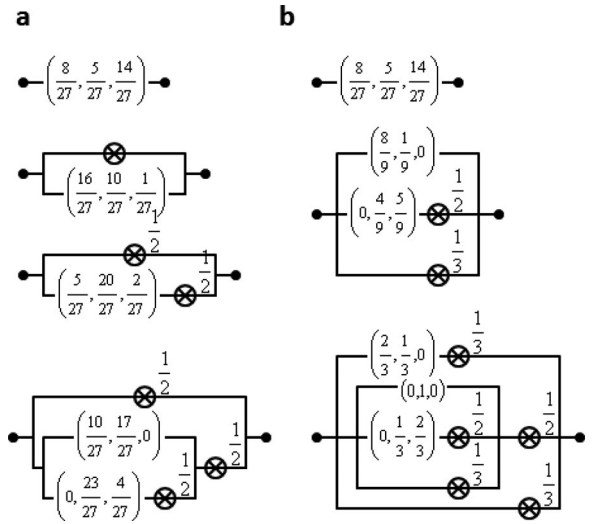 a
(8/27, 5/27, 14/27)
(16/27, 10/27, 1/27)
1/2
(5/27, 20/27, 2/27) 1/2
1/2
(10/27, 17/27, 0) 1/2
(0, 23/27, 4/27) 1/2
b
(8/27, 5/27, 14/27)
(8/9, 1/9, 0)
(0, 4/9, 5/9) 1/2
1/3
(2/3, 1/3, 0) 1/3
(0,1,0)
(0, 1/3, 2/3) 1/2 1/2
1/3
1/3